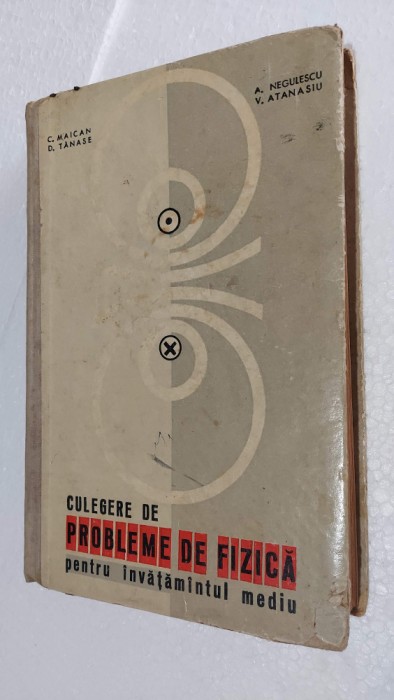 C. MAICAN
D. TĂNASE
A. NEGULESCU
V. ATANASIU
CULEGERE DE
PROBLEME DE FIZICĂ
pentru învățămîntul mediu